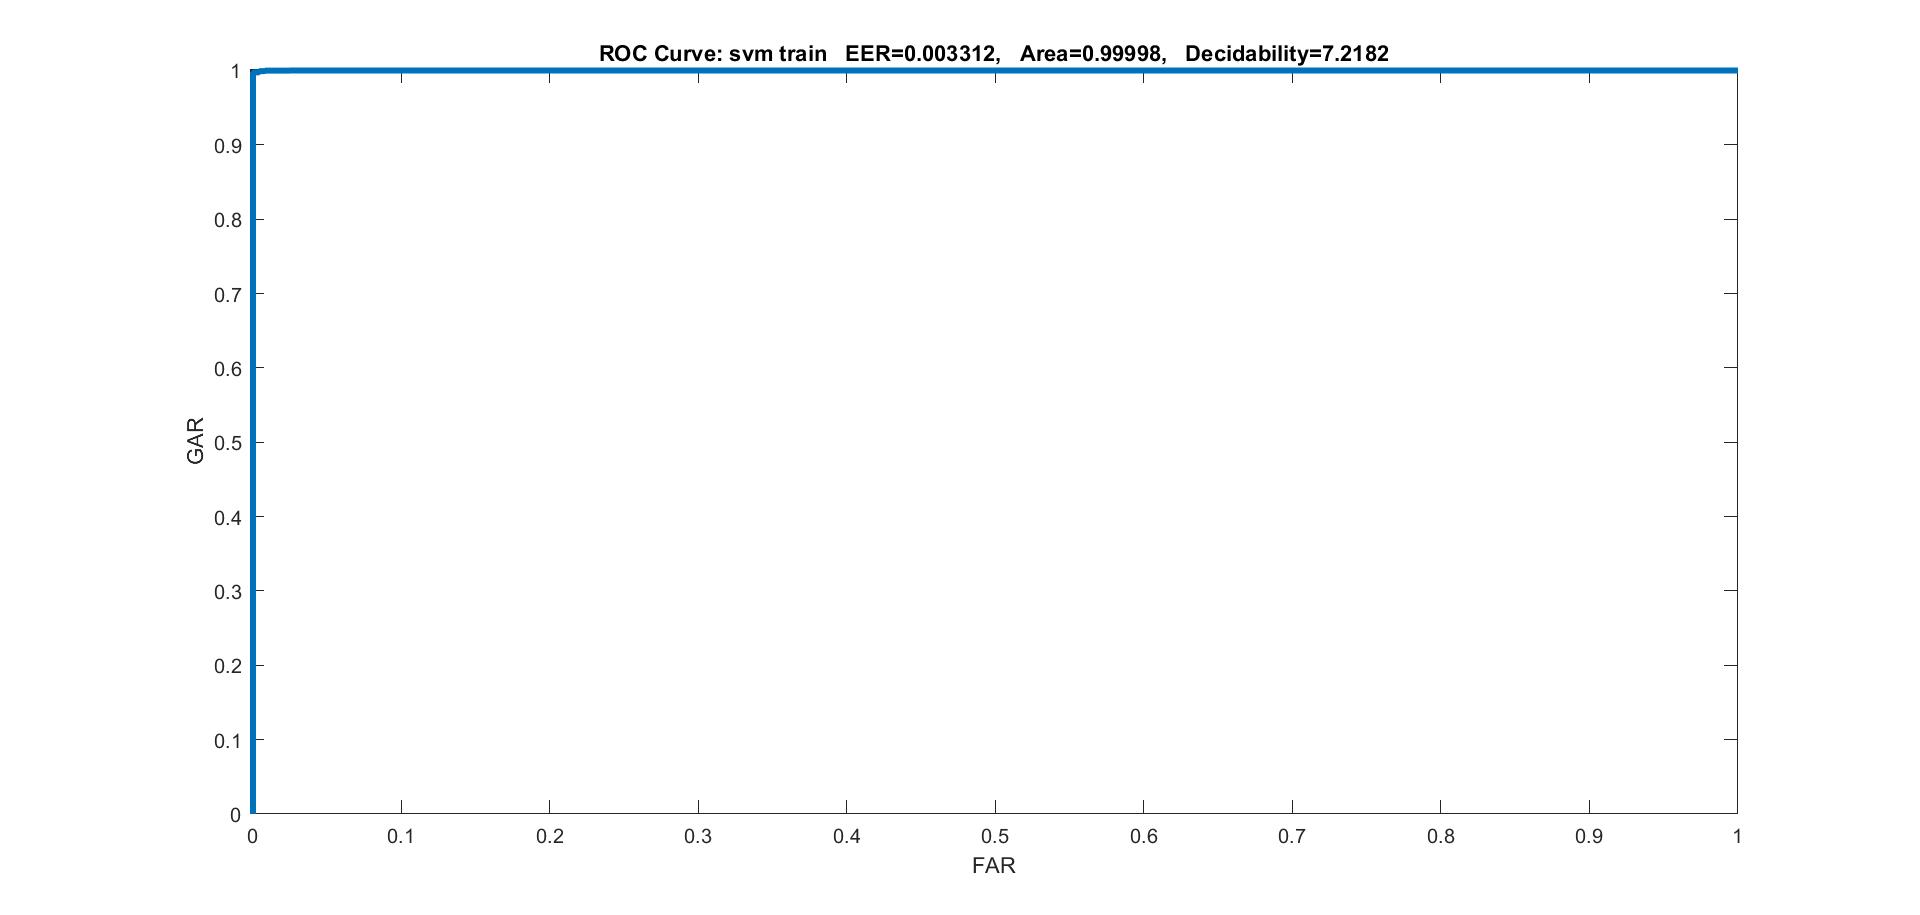 ROC Curve: svm train EER=0.003312, Area=0.99998, Decidability=7.2182
1
0.9
0.8
0.7
0.6
0.5
0.4
0.3
0.2
0.1
0
GAR
0 0.1 0.2 0.3 0.4 0.5 0.6 0.7 0.8 0.9 1
FAR